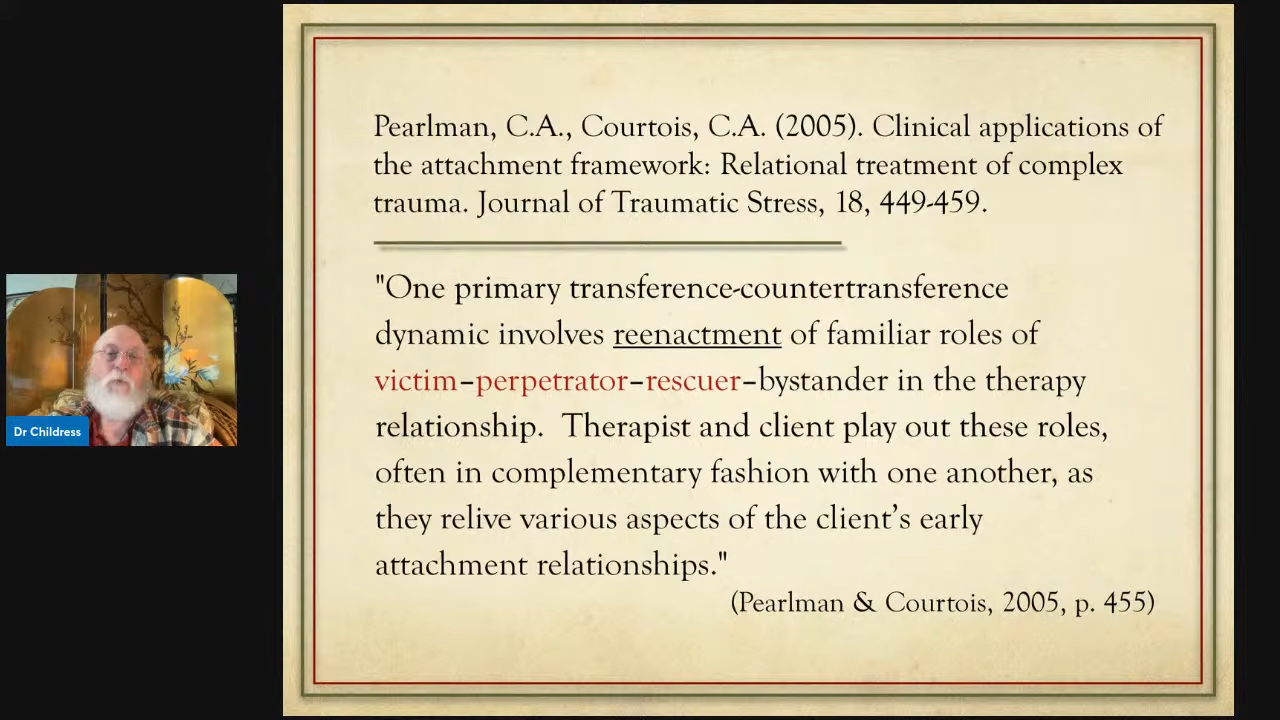 Pearlman, C.A., Courtois, C.A. (2005). Clinical applications of
the attachment framework: Relational treatment of complex
trauma. Journal of Traumatic Stress, 18, 449-459.
"One primary transference-countertransference
dynamic involves reenactment of familiar roles of
victim–perpetrator–rescuer–bystander in the therapy
relationship.  Therapist and client play out these roles,
often in complementary fashion with one another, as
they relive various aspects of the client's early
attachment relationships."
(Pearlman & Courtois, 2005, p. 455)
Dr Childress